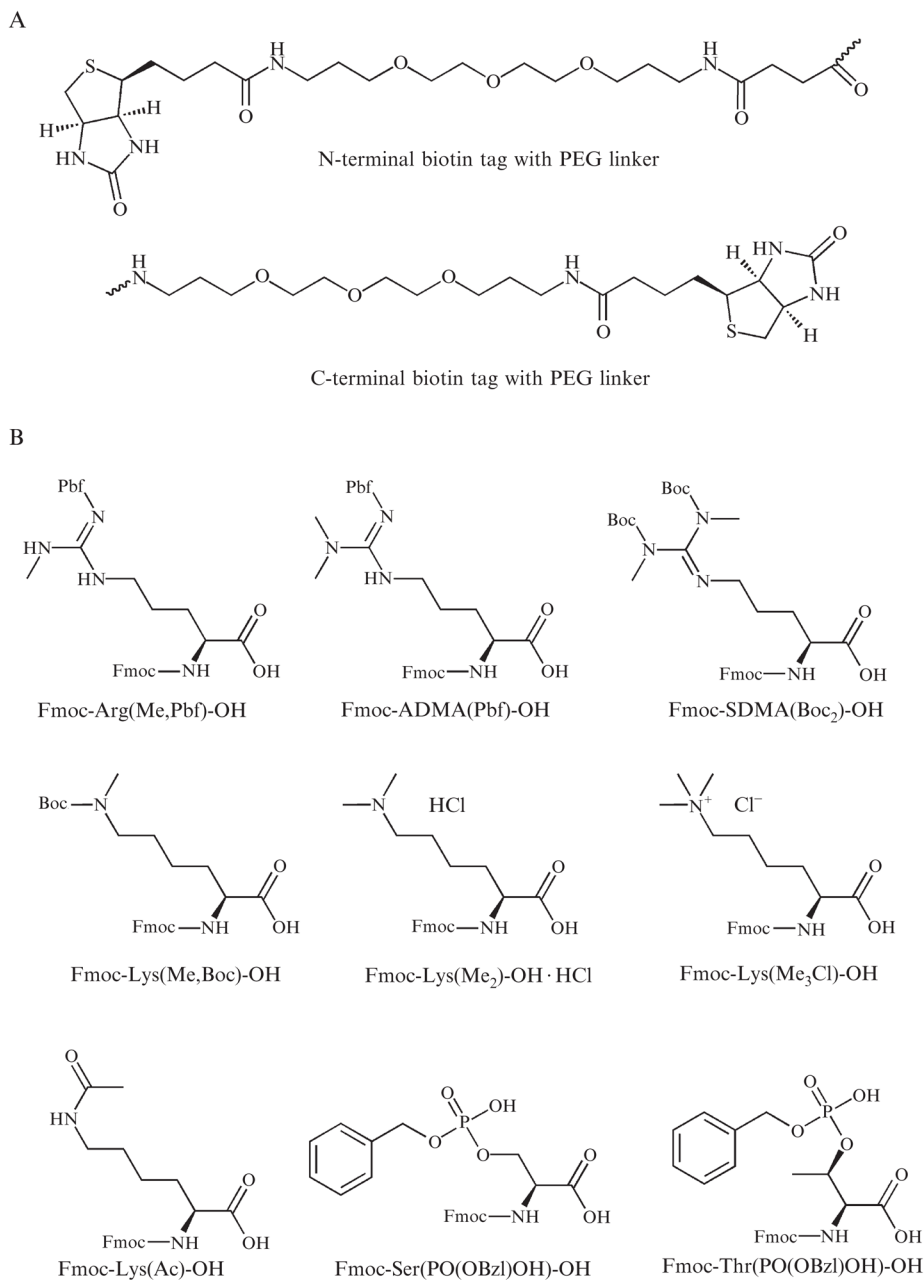 A
H
N
O
O
O
H
N
S
O
O
O
H
H
HN
NH
O
N-terminal biotin tag with PEG linker
H
N
O
O
O
H
N
O
H
HN
O
NH
S
H
C-terminal biotin tag with PEG linker
B
Pbf
N
HN
HN
O
Fmoc—NH
OH
Fmoc-Arg(Me,Pbf)-OH
Pbf
N
N
HN
O
Fmoc—NH
OH
Fmoc-ADMA(Pbf)-OH
Boc
Boc
N
N
N
O
Fmoc—NH
OH
Fmoc-SDMA(Boc₂)-OH
Boc—N
O
Fmoc—NH
OH
Fmoc-Lys(Me,Boc)-OH
N
HCl
O
Fmoc—NH
OH
Fmoc-Lys(Me₂)-OH · HCl
N⁺
Cl⁻
O
Fmoc—NH
OH
Fmoc-Lys(Me₃Cl)-OH
O
HN
O
Fmoc—NH
OH
Fmoc-Lys(Ac)-OH
O
OH
P
O
O
O
Fmoc—NH
OH
Fmoc-Ser(PO(OBzl)OH)-OH
O
OH
P
O
O
O
Fmoc—NH
OH
Fmoc-Thr(PO(OBzl)OH)-OH